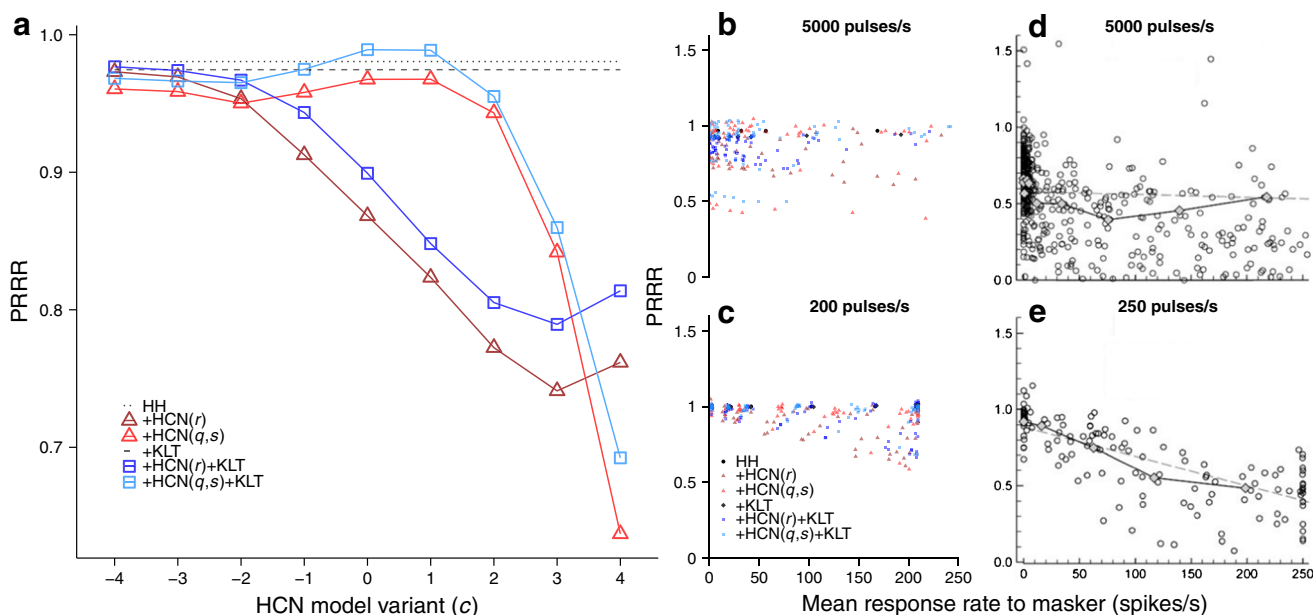 a
1.0
0.9
0.8
0.7
PRRR
HH
+HCN(r)
+HCN(q,s)
+KLT
+HCN(r)+KLT
+HCN(q,s)+KLT
−4 −3 −2 −1 0 1 2 3 4
HCN model variant (c)
b
5000 pulses/s
1.5
1
0.5
0
c
200 pulses/s
1.5
1
0.5
0
PRRR
HH
+HCN(r)
+HCN(q,s)
+KLT
+HCN(r)+KLT
+HCN(q,s)+KLT
0 50 100 150 200 250
d
5000 pulses/s
1.5
1.0
0.5
0.0
e
250 pulses/s
1.5
1.0
0.5
0.0
0 50 100 150 200 250
Mean response rate to masker (spikes/s)